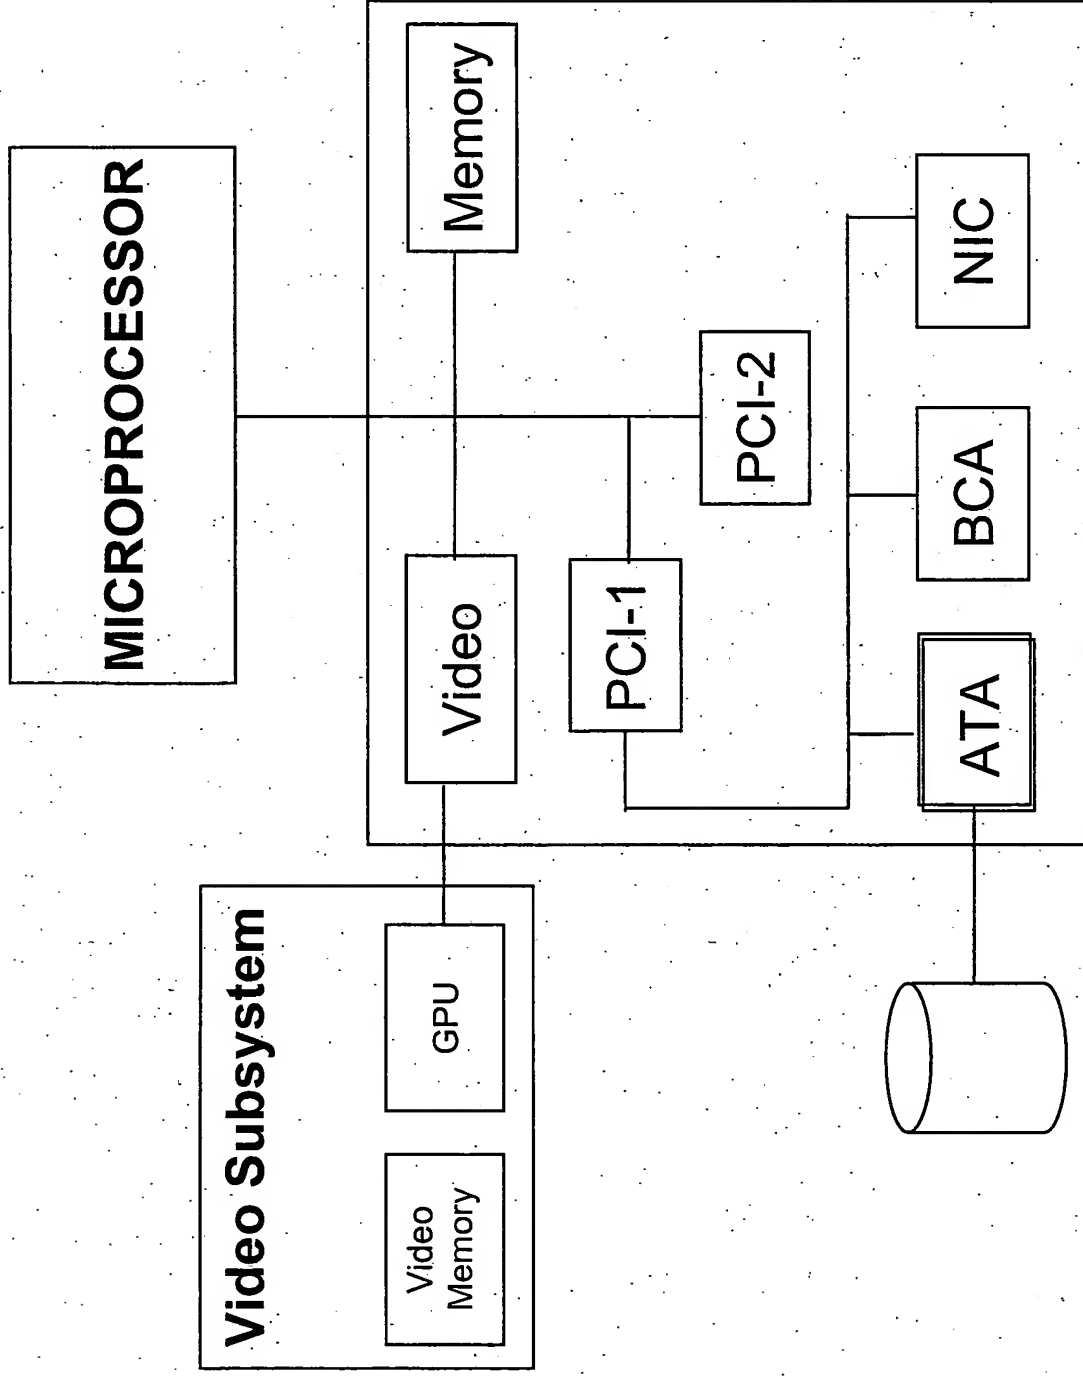 MICROPROCESSOR
Video Subsystem
Video
Memory
GPU
Video
Memory
PCI-1
PCI-2
ATA
BCA
NIC